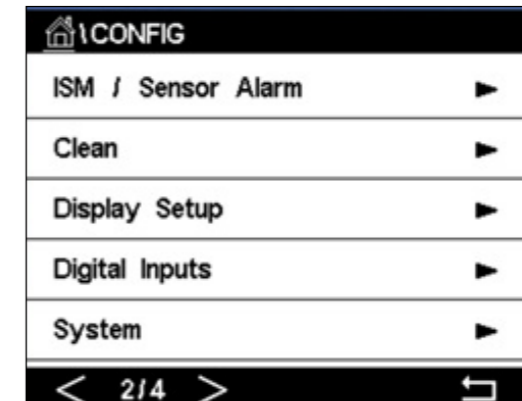 \CONFIG
ISM / Sensor Alarm
Clean
Display Setup
Digital Inputs
System
< 2/4 >